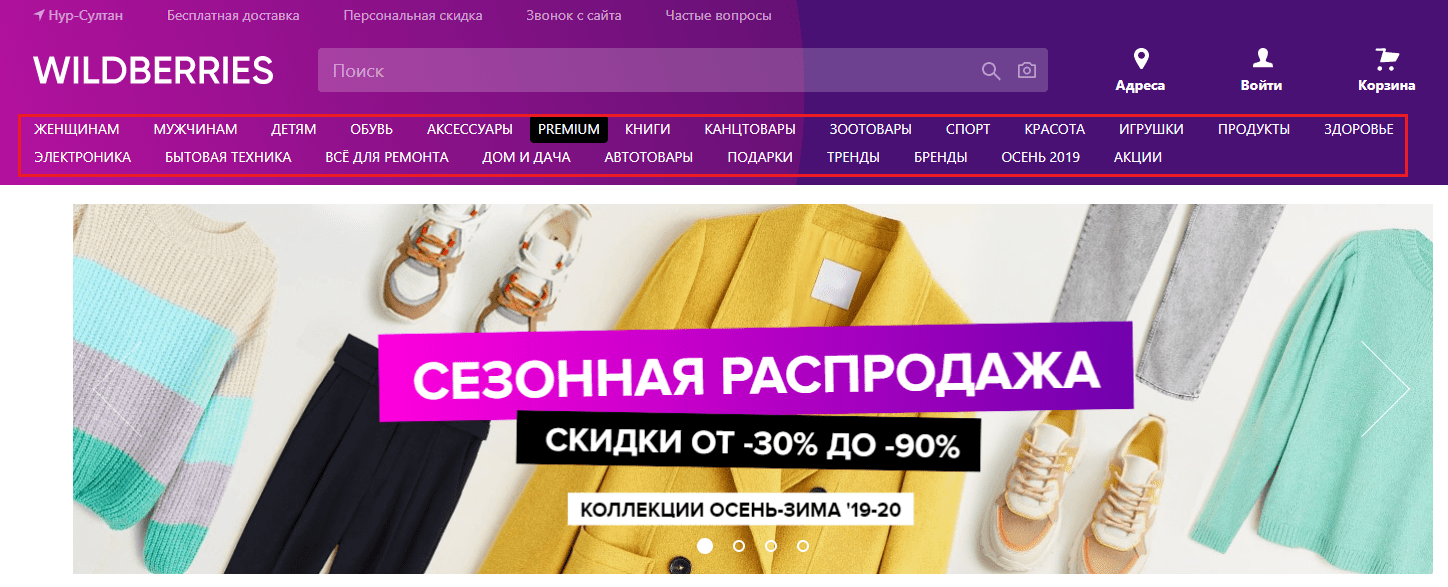 Нур-Султан Бесплатная доставка Персональная скидка Звонок с сайта Частые вопросы
WILDBERRIES Поиск Адреса Войти Корзина
ЖЕНЩИНАМ МУЖЧИНАМ ДЕТЯМ ОБУВЬ АКСЕССУАРЫ PREMIUM КНИГИ КАНЦТОВАРЫ ЗООТОВАРЫ СПОРТ КРАСОТА ИГРУШКИ ПРОДУКТЫ ЗДОРОВЬЕ
ЭЛЕКТРОНИКА БЫТОВАЯ ТЕХНИКА ВСЁ ДЛЯ РЕМОНТА ДОМ И ДАЧА АВТОТОВАРЫ ПОДАРКИ ТРЕНДЫ БРЕНДЫ ОСЕНЬ 2019 АКЦИИ
СЕЗОННАЯ РАСПРОДАЖА
СКИДКИ ОТ -30% ДО -90%
КОЛЛЕКЦИИ ОСЕНЬ-ЗИМА '19-20